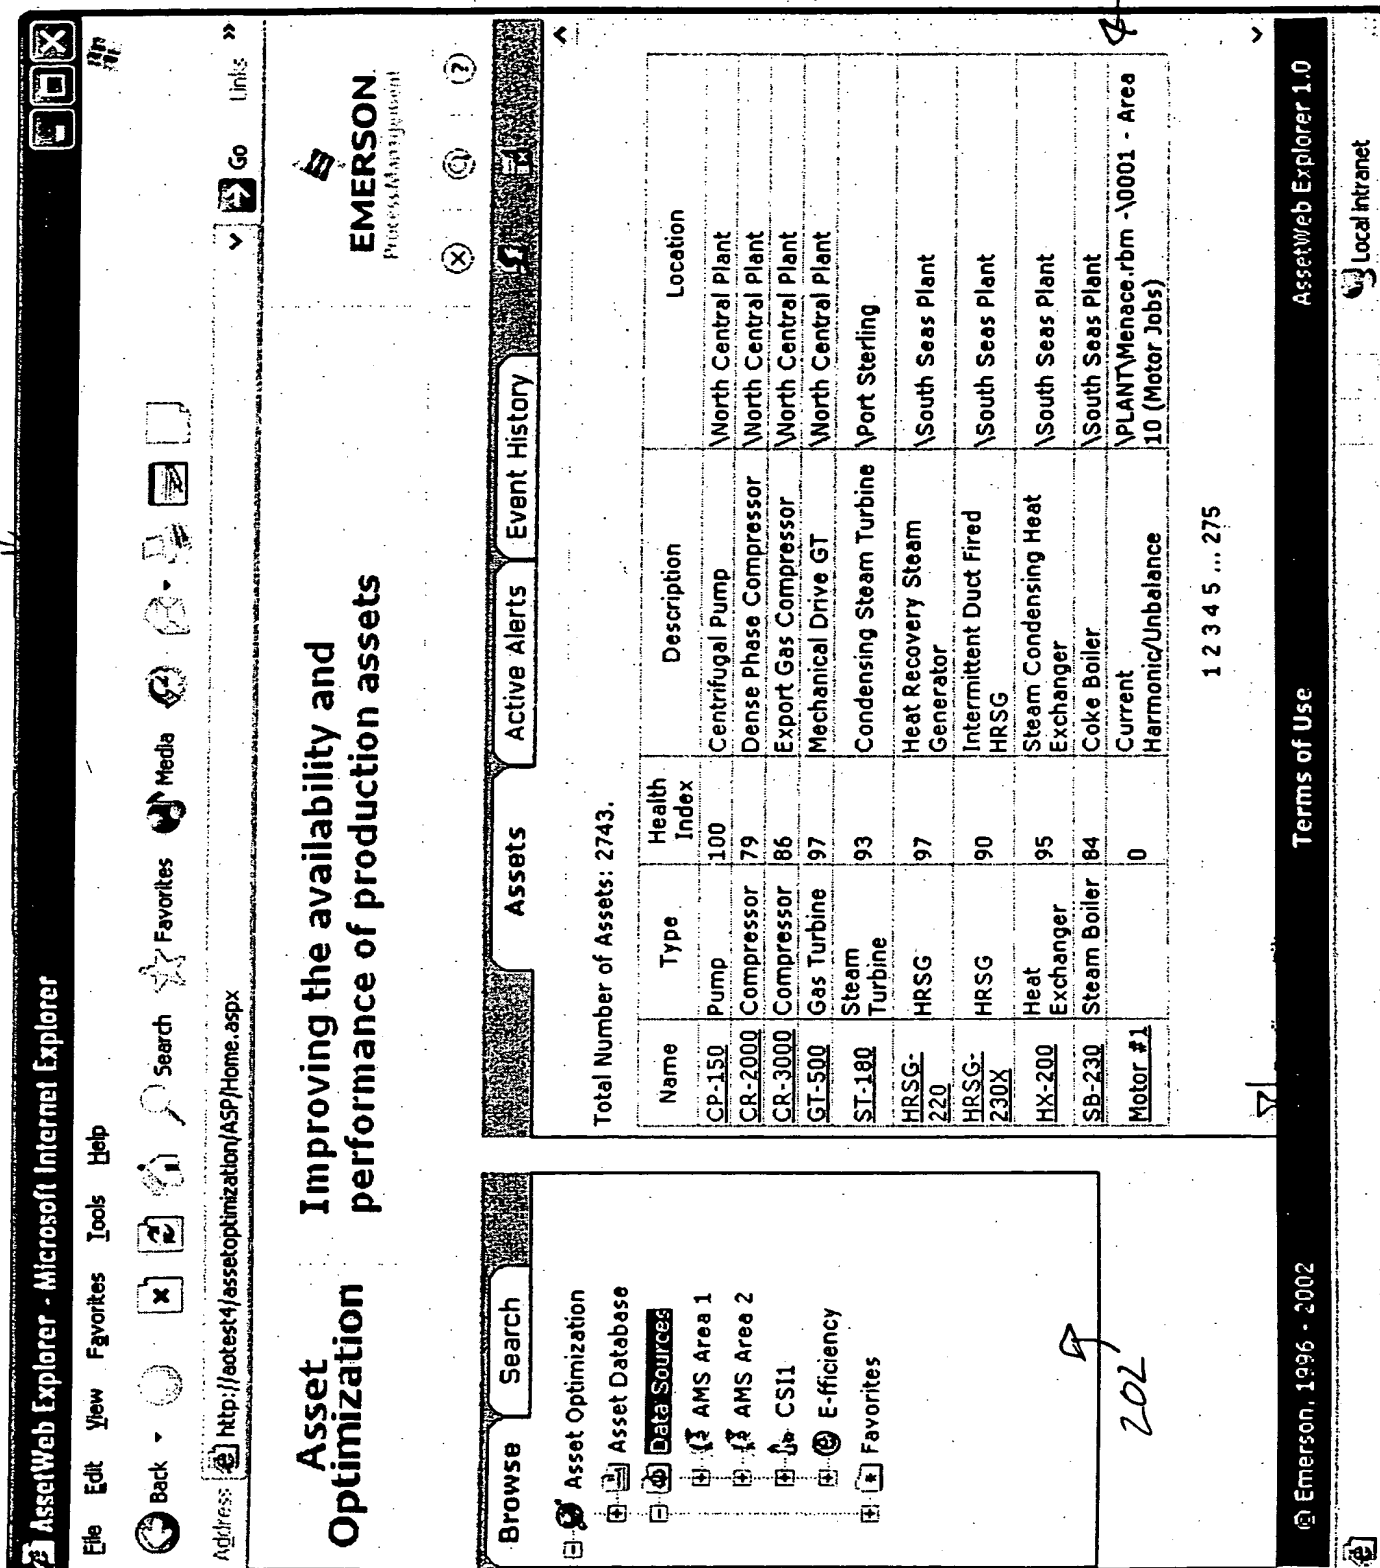 AssetWeb Explorer - Microsoft Internet Explorer
File Edit View Favorites Tools Help
Back Search Favorites Media
Address http://aotest4/assetoptimization/ASP/Home.aspx Go Links »
Asset Optimization
Improving the availability and
performance of production assets
EMERSON
Process Management
Browse Search
Asset Optimization
Asset Database
Data Sources
AMS Area 1
AMS Area 2
CSI1
E-fficiency
Favorites
202
Assets Active Alerts Event History
Total Number of Assets: 2743.
Name Type Health Index Description Location
CP-150 Pump 100 Centrifugal Pump \North Central Plant
CR-2000 Compressor 79 Dense Phase Compressor \North Central Plant
CR-3000 Compressor 86 Export Gas Compressor \North Central Plant
GT-500 Gas Turbine 97 Mechanical Drive GT \North Central Plant
ST-180 Steam Turbine 93 Condensing Steam Turbine \Port Sterling
HRSG-220 HRSG 97 Heat Recovery Steam Generator \South Seas Plant
HRSG-230X HRSG 90 Intermittent Duct Fired HRSG \South Seas Plant
HX-200 Heat Exchanger 95 Steam Condensing Heat Exchanger \South Seas Plant
SB-230 Steam Boiler 84 Coke Boiler \South Seas Plant
Motor #1 0 Current Harmonic/Unbalance \PLANT\Menace.rbm -\0001 - Area 10 (Motor Jobs)
1 2 3 4 5 ... 275
@ Emerson, 1996 - 2002 Terms of Use AssetWeb Explorer 1.0
Local intranet